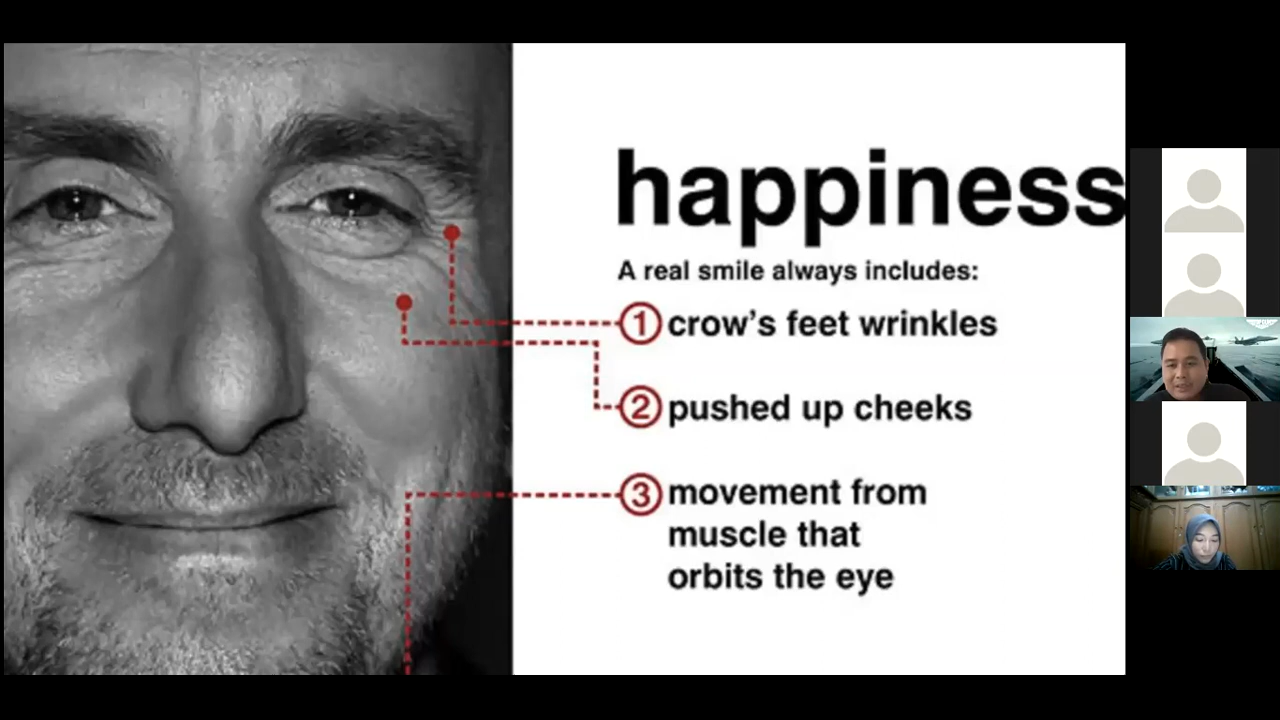 happiness
A real smile always includes:
1 crow's feet wrinkles
2 pushed up cheeks
3 movement from
muscle that
orbits the eye